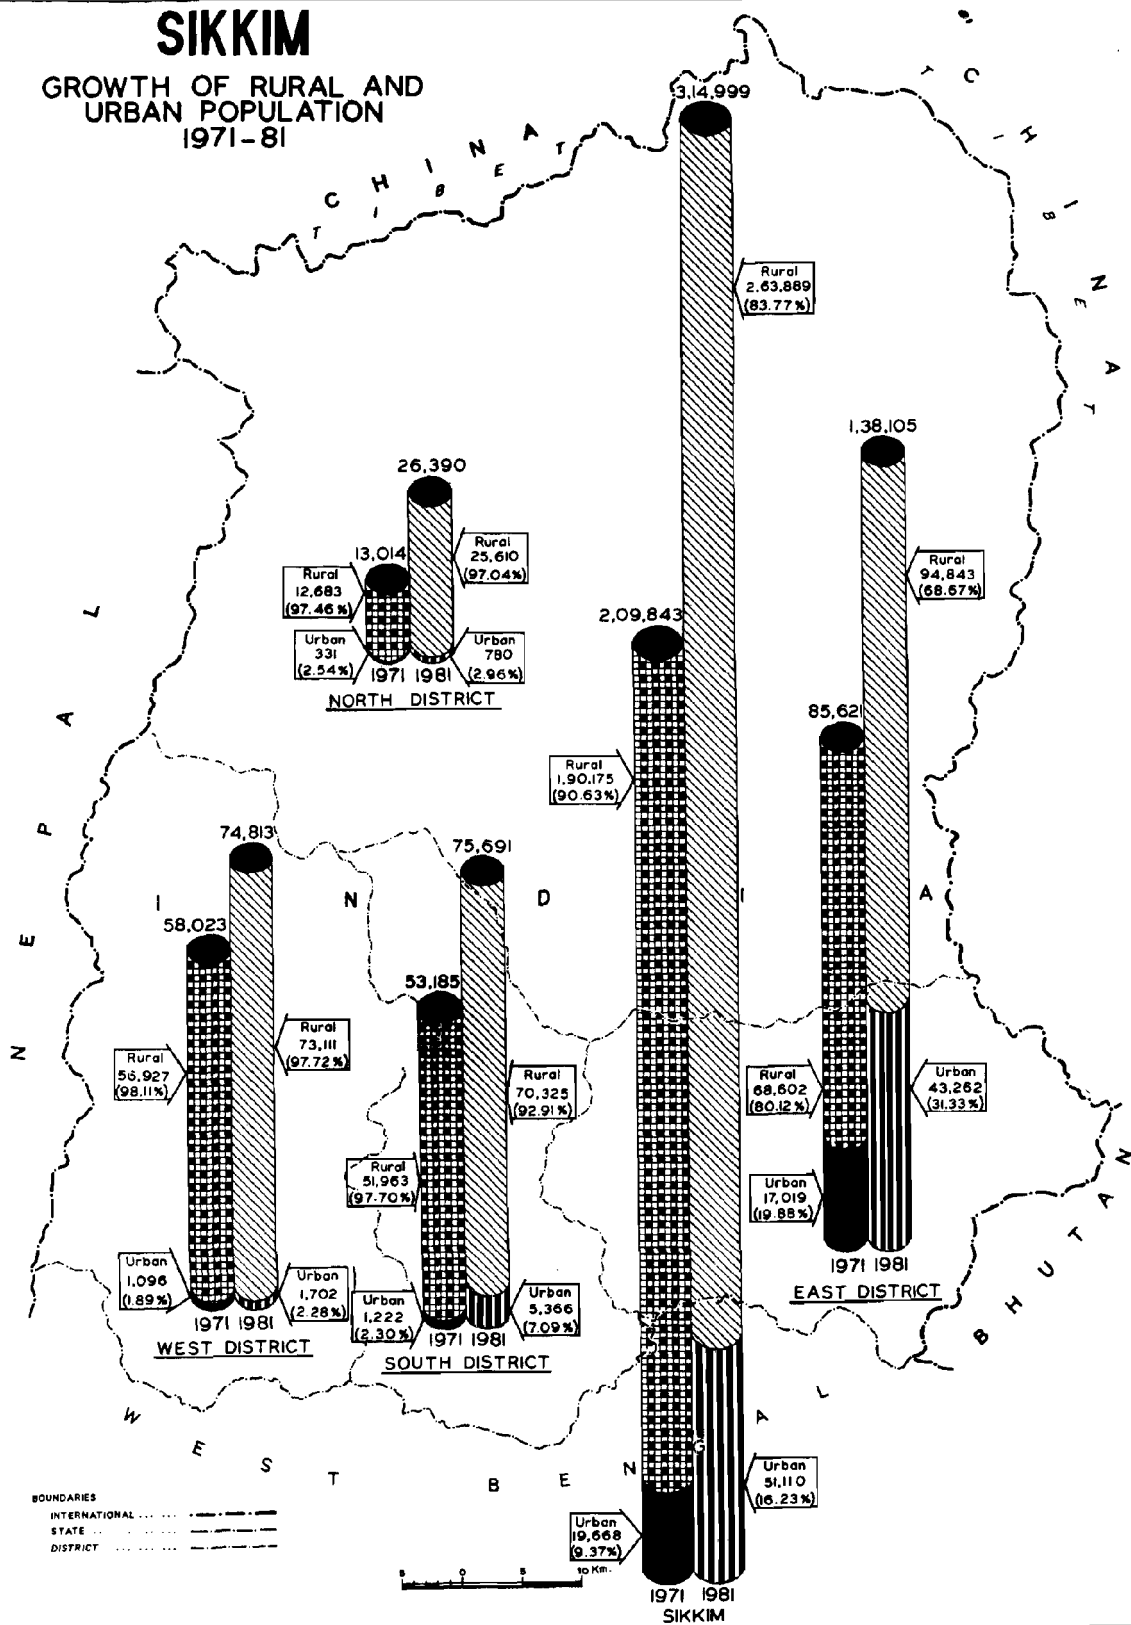 SIKKIM
GROWTH OF RURAL AND
URBAN POPULATION
1971-81
CHINA
TIBET
CHINA
TIBET
NEPAL
INDIA
BHUTAN
WEST BENGAL
3,14,999
Rural
2,63,889
(83.77%)
1,38,105
26,390
Rural
25,610
(97.04%)
13,014
Rural
12,683
(97.46%)
Urban
331
(2.54%)
Urban
780
(2.96%)
1971 1981
NORTH DISTRICT
Rural
94,843
(68.67%)
2,09,843
85,621
Rural
1,90,175
(90.63%)
74,813
75,691
58,023
53,185
Rural
73,111
(97.72%)
Rural
56,927
(98.11%)
Rural
70,325
(92.91%)
Rural
68,602
(80.12%)
Urban
43,262
(31.33%)
Rural
51,963
(97.70%)
Urban
17,019
(19.88%)
1971 1981
EAST DISTRICT
Urban
1,096
(1.89%)
Urban
1,702
(2.28%)
1971 1981
WEST DISTRICT
Urban
1,222
(2.30%)
Urban
5,366
(7.09%)
1971 1981
SOUTH DISTRICT
Urban
51,110
(16.23%)
Urban
19,668
(9.37%)
1971 1981
SIKKIM
BOUNDARIES
INTERNATIONAL
STATE
DISTRICT
5 0 5 10 Km.